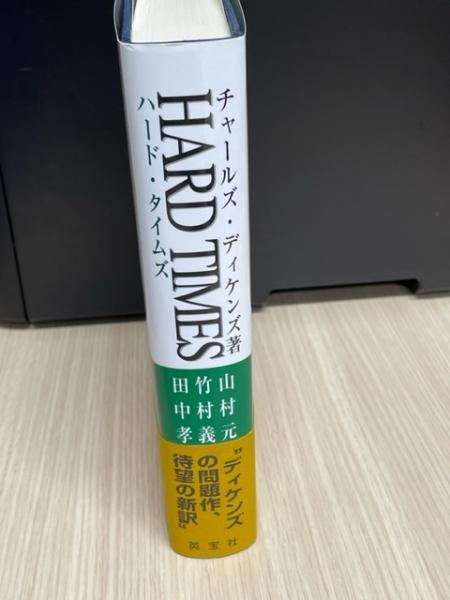 チャールズ・ディケンズ著
HARD TIMES
ハード・タイムズ
山村元
竹村義
田中孝
"ディケンズ
の問題作、
待望の新訳"
英宝社